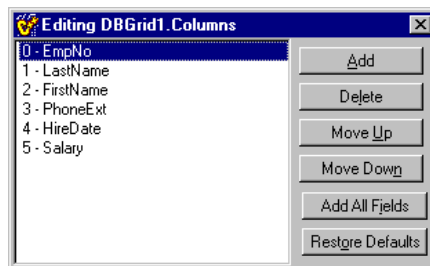 Editing DBGrid1.Columns
0 - EmpNo
1 - LastName
2 - FirstName
3 - PhoneExt
4 - HireDate
5 - Salary
Add
Delete
Move Up
Move Down
Add All Fields
Restore Defaults